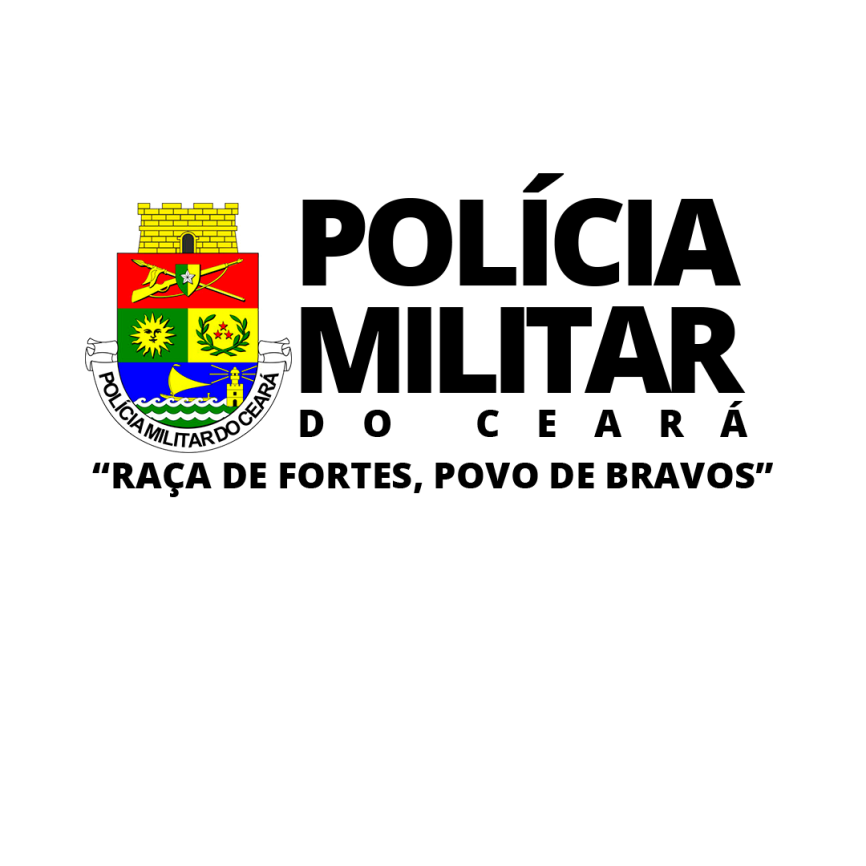 POLÍCIA
MILITAR
DO CEARÁ
POLÍCIA MILITAR DO CEARÁ
“RAÇA DE FORTES, POVO DE BRAVOS”